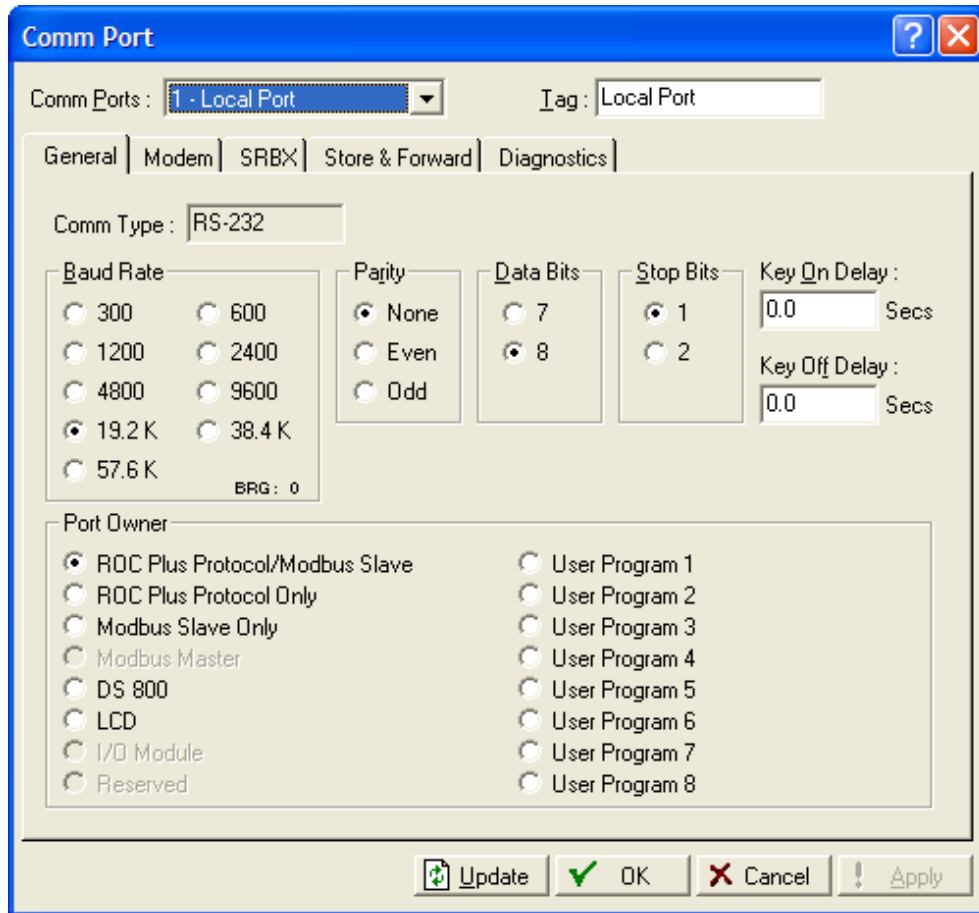 Comm Port
Comm Ports : 1 - Local Port Tag : Local Port
General Modem SRBX Store & Forward Diagnostics
Comm Type : RS-232
Baud Rate Parity Data Bits Stop Bits Key On Delay :
300 600 None 7 1 0.0 Secs
1200 2400 Even 8 2 Key Off Delay :
4800 9600 Odd 0.0 Secs
19.2 K 38.4 K
57.6 K BRG : 0
Port Owner
ROC Plus Protocol/Modbus Slave User Program 1
ROC Plus Protocol Only User Program 2
Modbus Slave Only User Program 3
Modbus Master User Program 4
DS 800 User Program 5
LCD User Program 6
I/O Module User Program 7
Reserved User Program 8
Update OK Cancel Apply